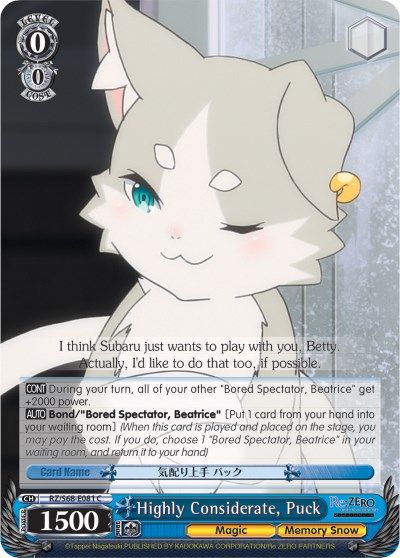 LEVEL
0
0
COST
I think Subaru just wants to play with you, Betty.
Actually, I'd like to do that too, if possible.
CONT During your turn, all of your other "Bored Spectator, Beatrice" get
+2000 power.
AUTO Bond/"Bored Spectator, Beatrice" [Put 1 card from your hand into
your waiting room] (When this card is played and placed on the stage, you
may pay the cost. If you do, choose 1 "Bored Spectator, Beatrice" in your
waiting room, and return it to your hand)
Card Name 気配り上手 パック
CH RZ/S68-E081 C
POWER 1500 Highly Considerate, Puck Re:ZERO
Magic Memory Snow
©Tappei Nagatsuki,PUBLISHED BY KADOKAWA CORPORATION/Re:ZERO PARTNERS